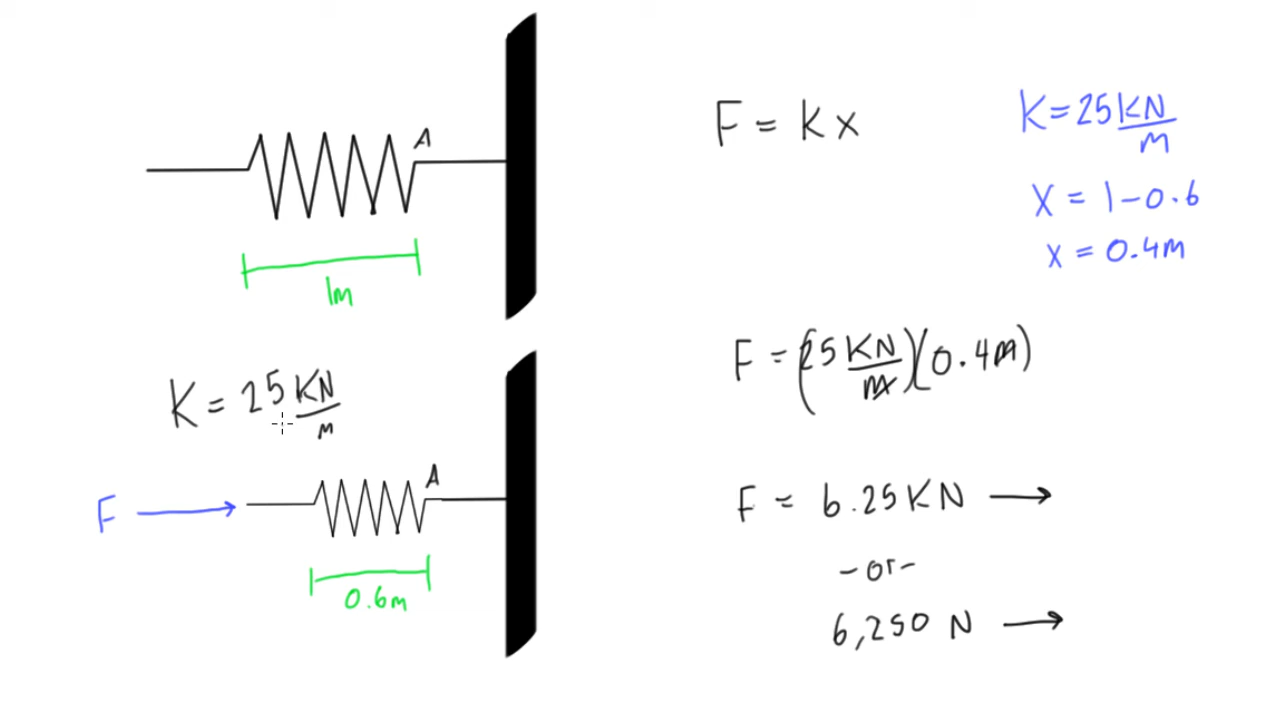 A
1m
K = 25 KN/m
F
A
0.6m
F = Kx
K = 25 KN/m
x = 1 - 0.6
x = 0.4m
F = (25 KN/m)(0.4m)
F = 6.25 KN →
-or-
6,250 N →